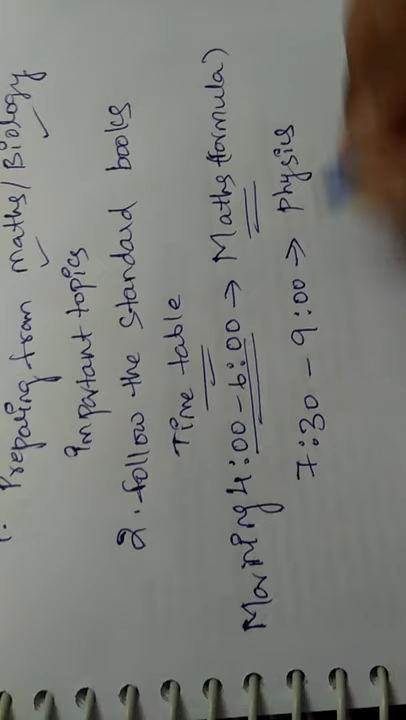 1. Preparing from maths/Biology
important topics
2. follow the standard books
Time table
Morning 4:00-6:00 → Maths (formula)
7:30 - 9:00 → physics